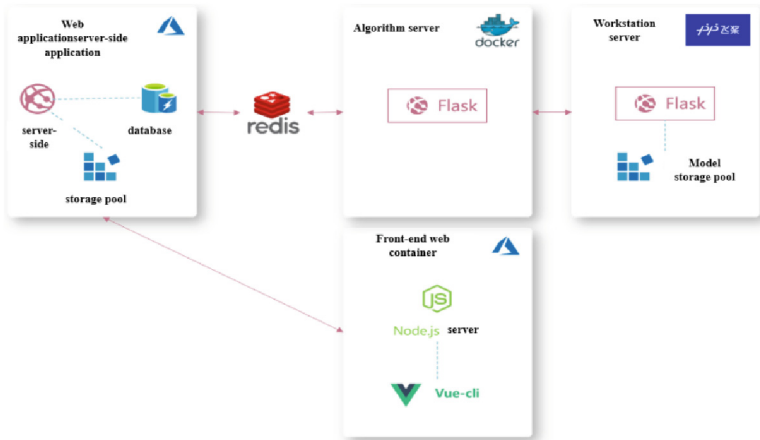 Web
applicationserver-side
application
server-
side
database
storage pool
redis
Algorithm server
docker
Flask
Workstation
server
飞桨
Flask
Model
storage pool
Front-end web
container
JS
Node.js server
Vue-cli